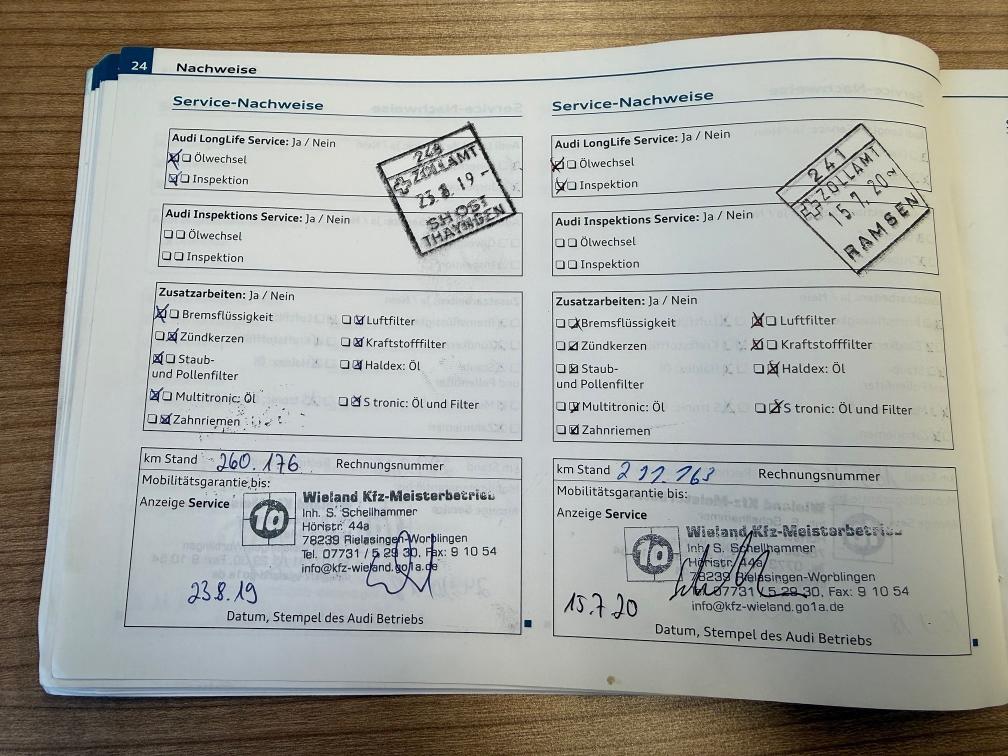 24 Nachweise
Service-Nachweise
Audi LongLife Service: Ja / Nein
Ölwechsel
Inspektion
248
ZOLLAMT
23.8.19-
SH OST
THAYNGEN
Audi Inspektions Service: Ja / Nein
Ölwechsel
Inspektion
Zusatzarbeiten: Ja / Nein
Bremsflüssigkeit
Luftfilter
Zündkerzen
Kraftstofffilter
Staub-
und Pollenfilter
Haldex: Öl
Multitronic: Öl
S tronic: Öl und Filter
Zahnriemen
km Stand 260.176 Rechnungsnummer
Mobilitätsgarantie bis:
Anzeige Service
1a
Wieland Kfz-Meisterbetrieb
Inh. S. Schellhammer
Höristr. 44a
78239 Rielasingen-Worblingen
Tel. 07731 / 5 29 30, Fax: 9 10 54
info@kfz-wieland.go1a.de
23.8.19
Datum, Stempel des Audi Betriebs
Service-Nachweise
Audi LongLife Service: Ja / Nein
Ölwechsel
Inspektion
241
ZOLLAMT
15.7.20
RAMSEN
Audi Inspektions Service: Ja / Nein
Ölwechsel
Inspektion
Zusatzarbeiten: Ja / Nein
Bremsflüssigkeit
Luftfilter
Zündkerzen
Kraftstofffilter
Staub-
und Pollenfilter
Haldex: Öl
Multitronic: Öl
S tronic: Öl und Filter
Zahnriemen
km Stand Rechnungsnummer
Mobilitätsgarantie bis:
Anzeige Service
1a
Wieland Kfz-Meisterbetrieb
Inh. S. Schellhammer
Höristr. 44a
78239 Rielasingen-Worblingen
07731 / 5 29 30, Fax: 9 10 54
info@kfz-wieland.go1a.de
15.7.20
Datum, Stempel des Audi Betriebs